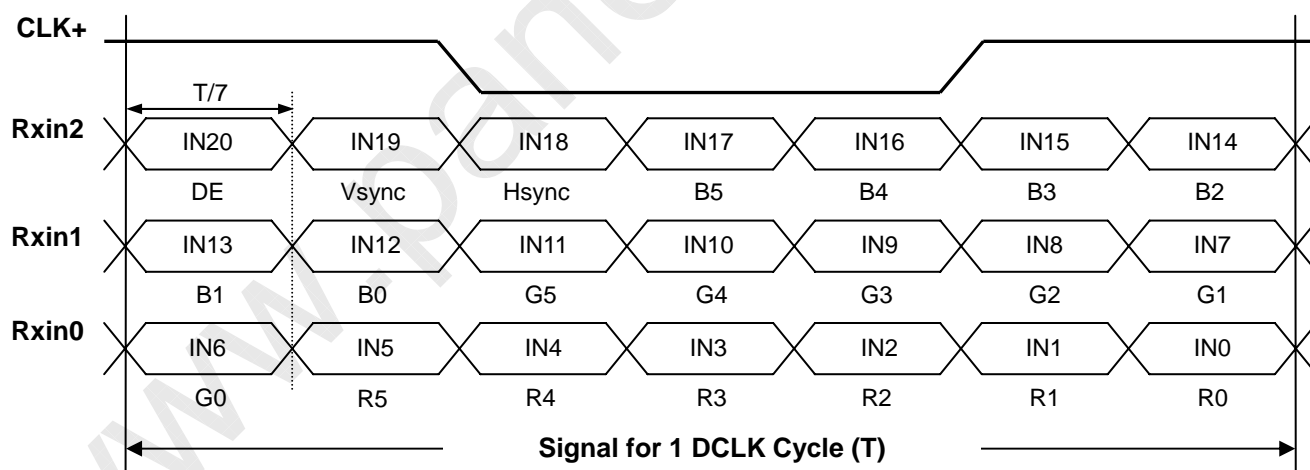 CLK+
T/7
Rxin2 IN20 IN19 IN18 IN17 IN16 IN15 IN14
DE Vsync Hsync B5 B4 B3 B2
Rxin1 IN13 IN12 IN11 IN10 IN9 IN8 IN7
B1 B0 G5 G4 G3 G2 G1
Rxin0 IN6 IN5 IN4 IN3 IN2 IN1 IN0
G0 R5 R4 R3 R2 R1 R0
Signal for 1 DCLK Cycle (T)